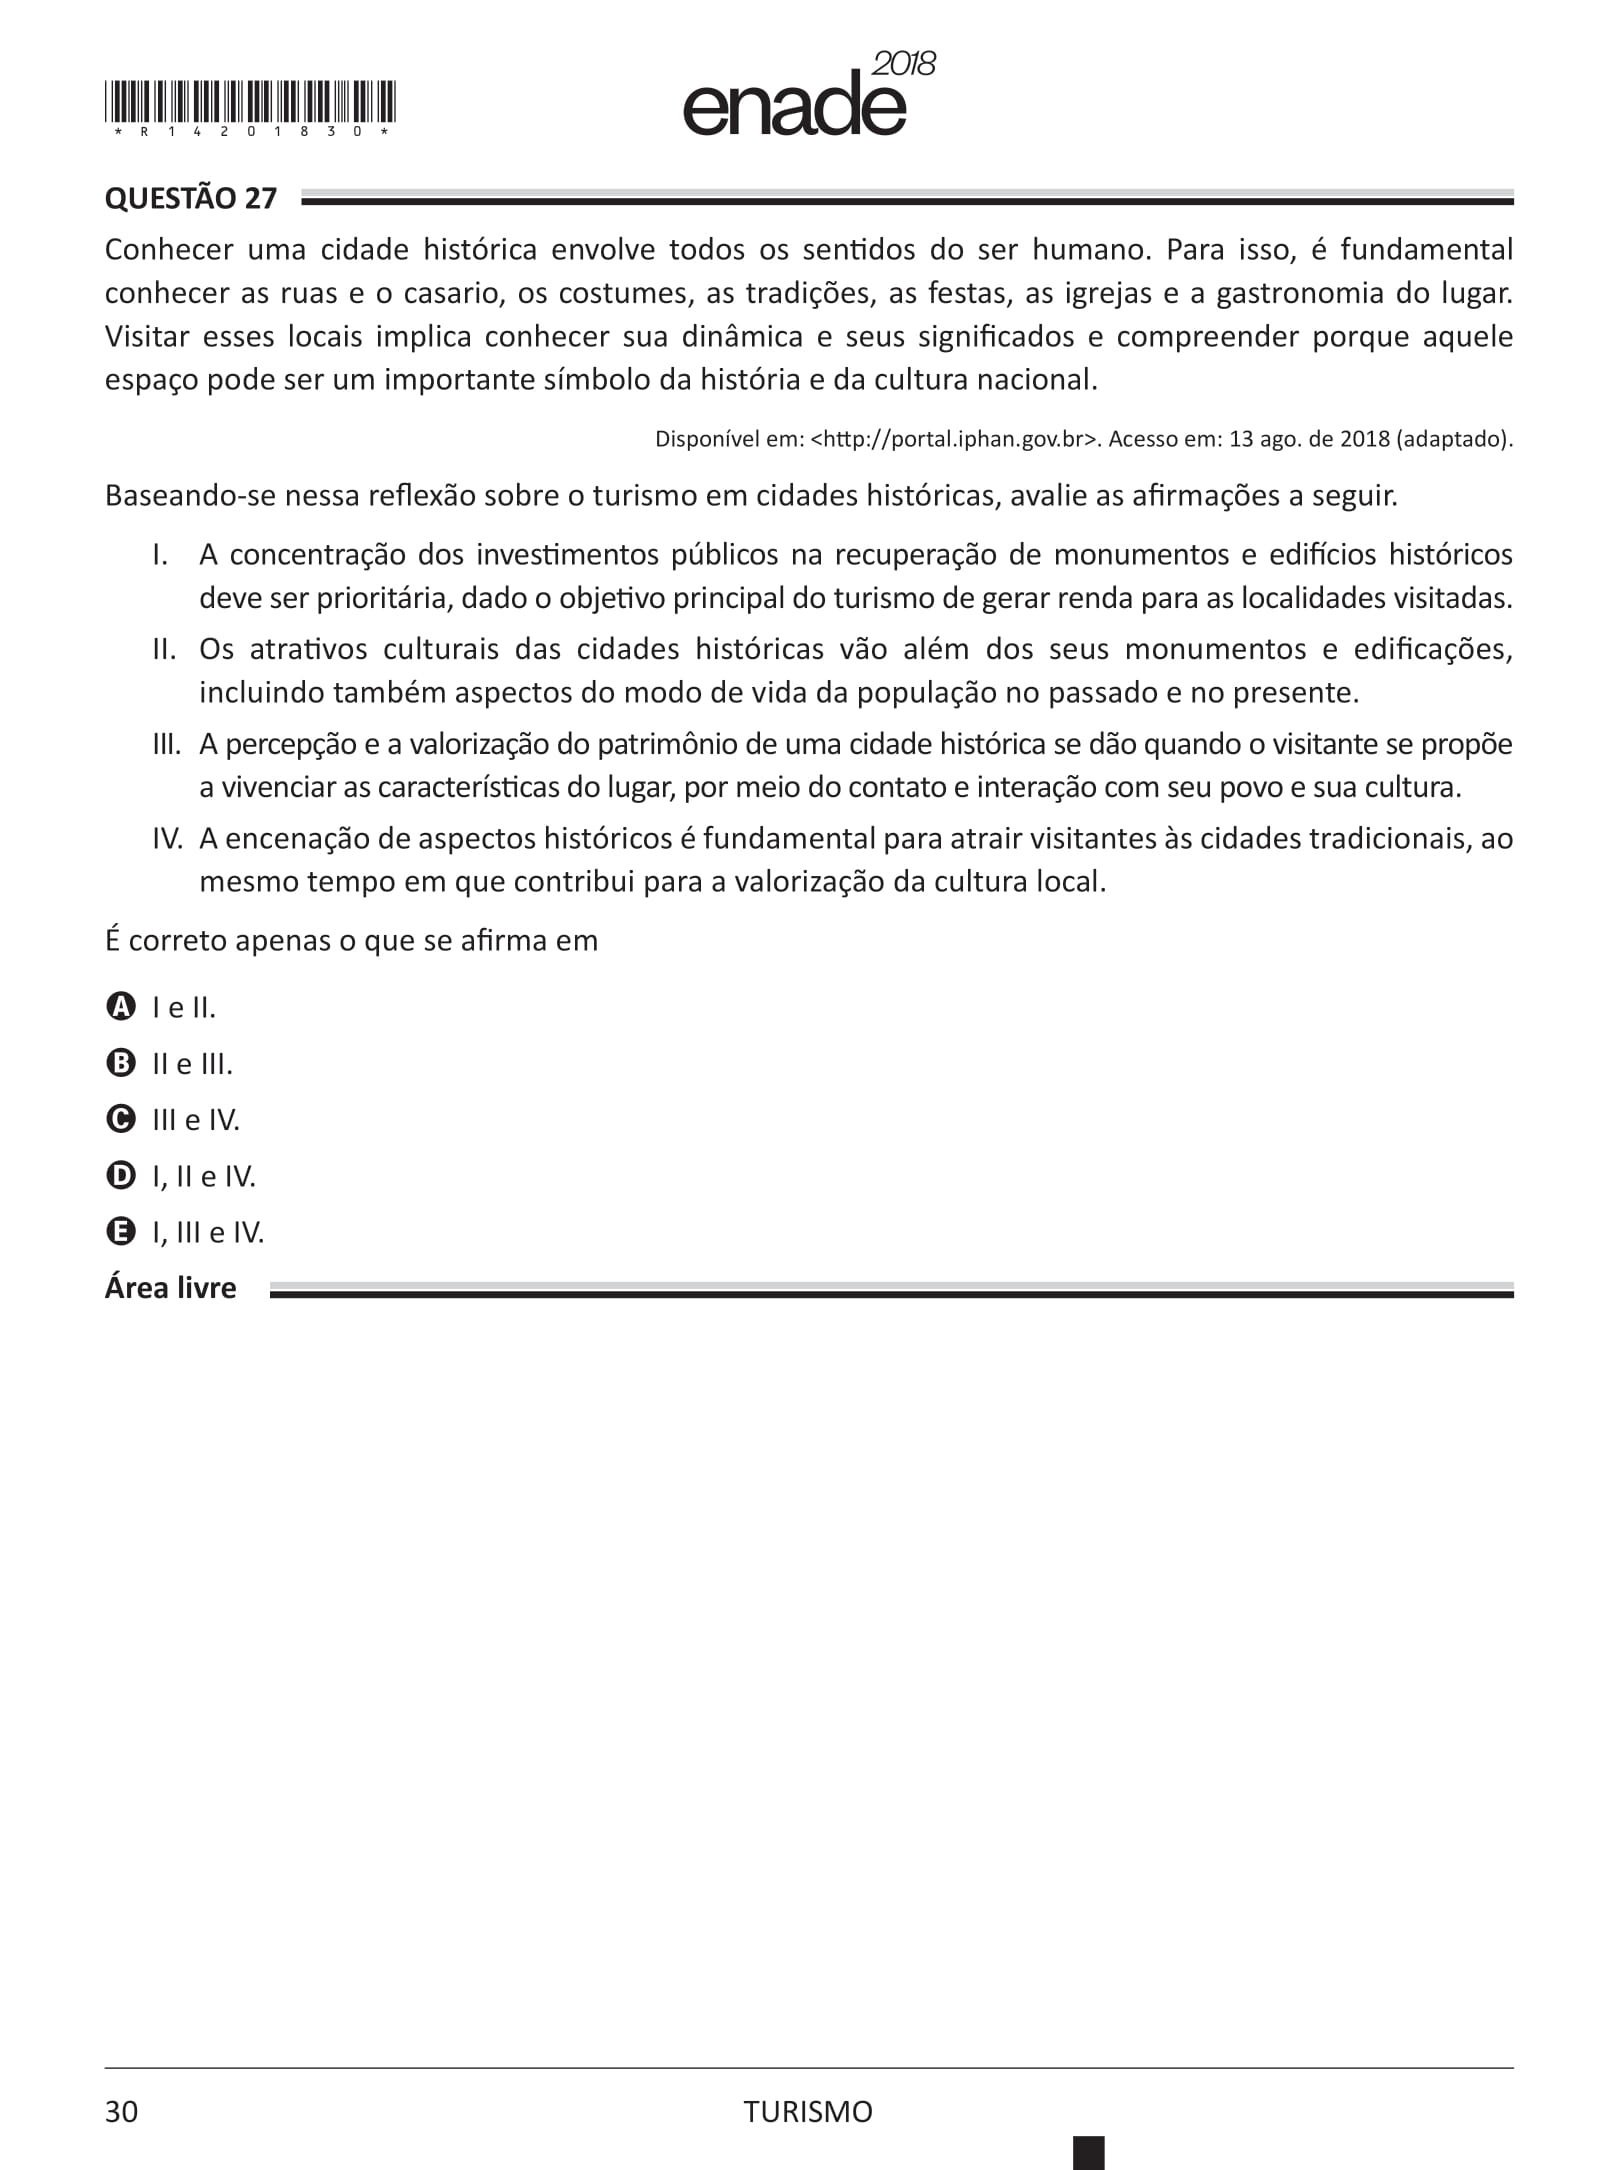 *R14201830*
enade2018
QUESTÃO 27
Conhecer uma cidade histórica envolve todos os sentidos do ser humano. Para isso, é fundamental
conhecer as ruas e o casario, os costumes, as tradições, as festas, as igrejas e a gastronomia do lugar.
Visitar esses locais implica conhecer sua dinâmica e seus significados e compreender porque aquele
espaço pode ser um importante símbolo da história e da cultura nacional.
Disponível em: <http://portal.iphan.gov.br>. Acesso em: 13 ago. de 2018 (adaptado).
Baseando-se nessa reflexão sobre o turismo em cidades históricas, avalie as afirmações a seguir.
I. A concentração dos investimentos públicos na recuperação de monumentos e edifícios históricos
deve ser prioritária, dado o objetivo principal do turismo de gerar renda para as localidades visitadas.
II. Os atrativos culturais das cidades históricas vão além dos seus monumentos e edificações,
incluindo também aspectos do modo de vida da população no passado e no presente.
III. A percepção e a valorização do patrimônio de uma cidade histórica se dão quando o visitante se propõe
a vivenciar as características do lugar, por meio do contato e interação com seu povo e sua cultura.
IV. A encenação de aspectos históricos é fundamental para atrair visitantes às cidades tradicionais, ao
mesmo tempo em que contribui para a valorização da cultura local.
É correto apenas o que se afirma em
A I e II.
B II e III.
C III e IV.
D I, II e IV.
E I, III e IV.
Área livre
30
TURISMO